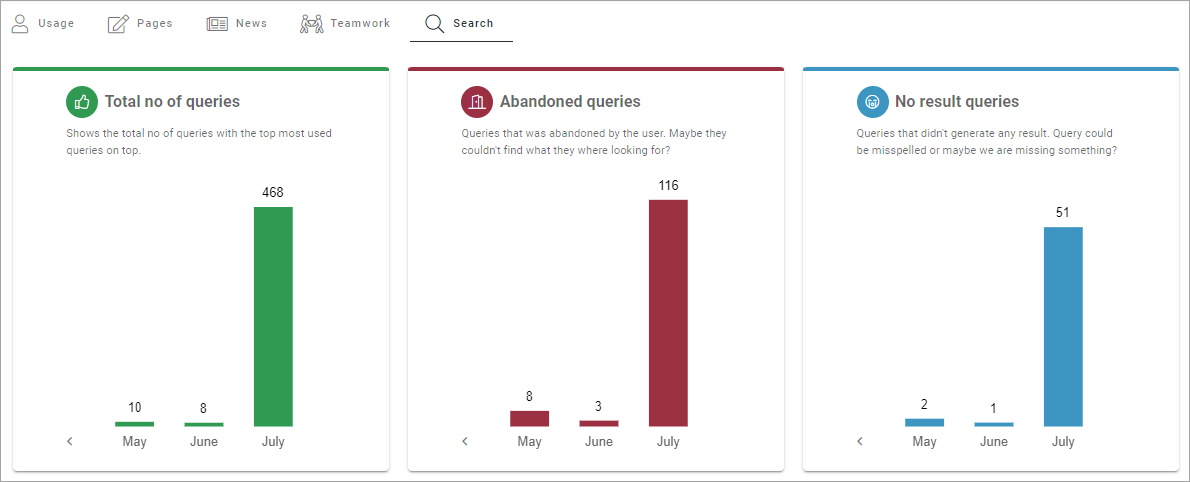 Usage Pages News Teamwork Search
Total no of queries
Shows the total no of queries with the top most used
queries on top.
468
10
8
May June July
Abandoned queries
Queries that was abandoned by the user. Maybe they
couldn't find what they where looking for?
116
8
3
May June July
No result queries
Queries that didn't generate any result. Query could
be misspelled or maybe we are missing something?
51
2
1
May June July